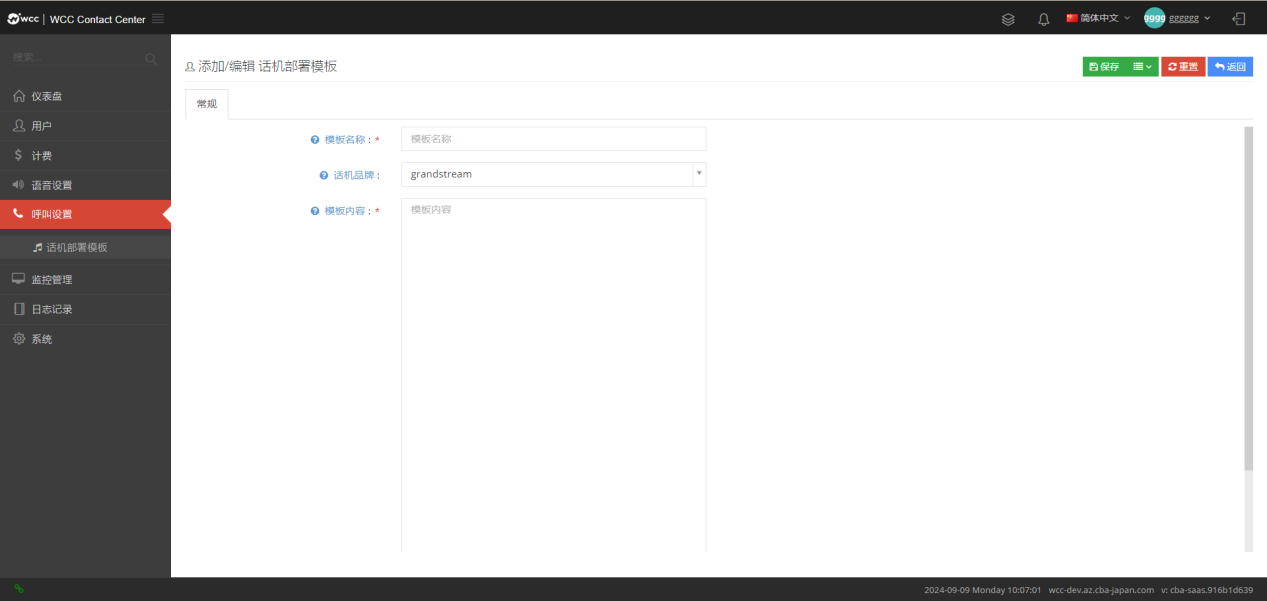 wcc | WCC Contact Center
简体中文
gggg gggggg
搜索...
仪表盘
用户
计费
语音设置
呼叫设置
话机部署模板
监控管理
日志记录
系统
添加/编辑 话机部署模板
保存
重置
返回
常规
模板名称 : *
模板名称
话机品牌 :
grandstream
模板内容 : *
模板内容
2024-09-09 Monday 10:07:01 wcc-dev.az.cba-japan.com v: cba-saas.916b1d639